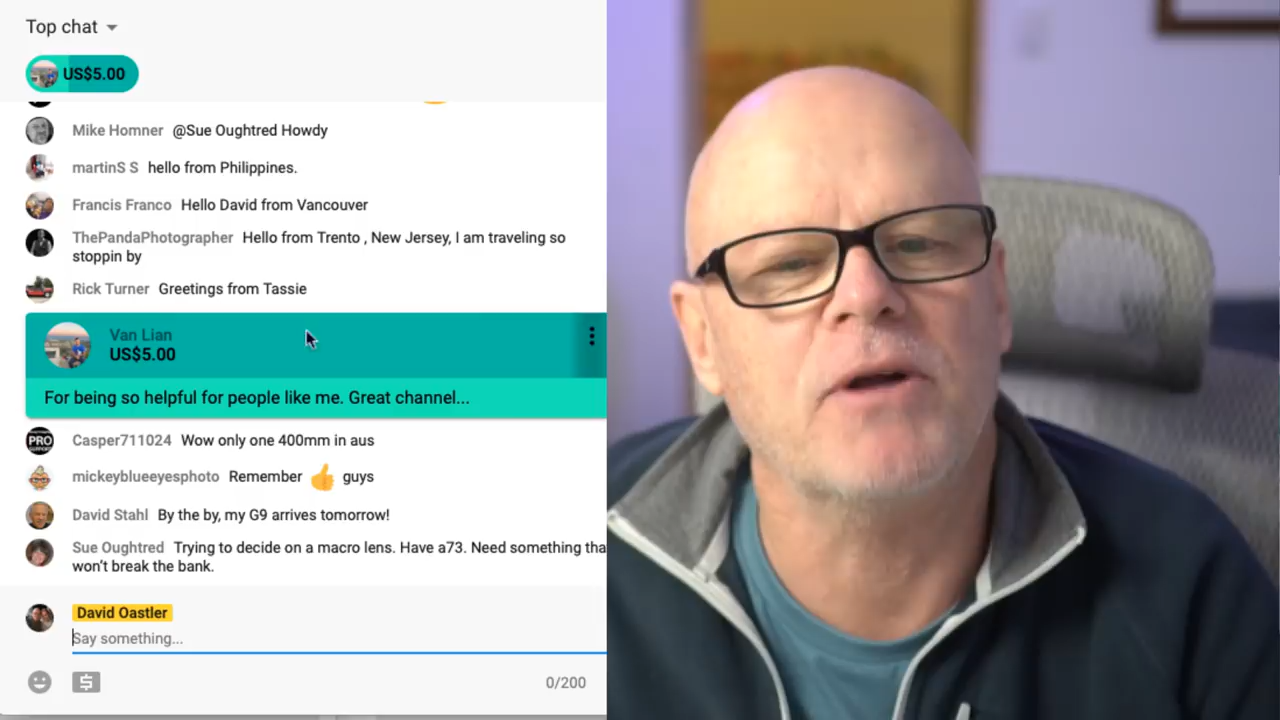 Top chat
US$5.00
Mike Homner @Sue Oughtred Howdy
martinS S hello from Philippines.
Francis Franco Hello David from Vancouver
ThePandaPhotographer Hello from Trento , New Jersey, I am traveling so
stoppin by
Rick Turner Greetings from Tassie
Van Lian
US$5.00
For being so helpful for people like me. Great channel...
Casper711024 Wow only one 400mm in aus
PRO
mickeyblueeyesphoto Remember 👍 guys
David Stahl By the by, my G9 arrives tomorrow!
Sue Oughtred Trying to decide on a macro lens. Have a73. Need something tha
won't break the bank.
David Oastler
Say something...
0/200